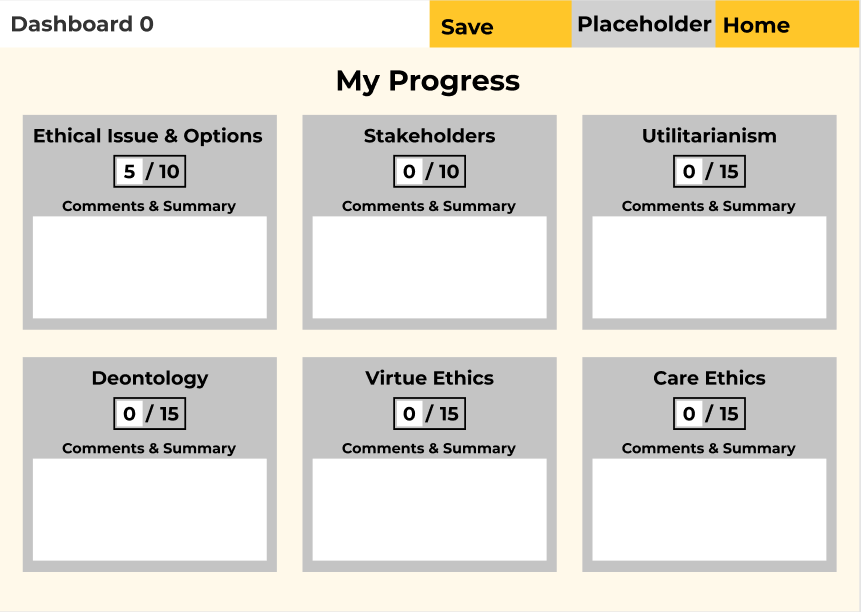 Dashboard 0
Save
Placeholder
Home
My Progress
Ethical Issue & Options
5 / 10
Comments & Summary
Stakeholders
0 / 10
Comments & Summary
Utilitarianism
0 / 15
Comments & Summary
Deontology
0 / 15
Comments & Summary
Virtue Ethics
0 / 15
Comments & Summary
Care Ethics
0 / 15
Comments & Summary